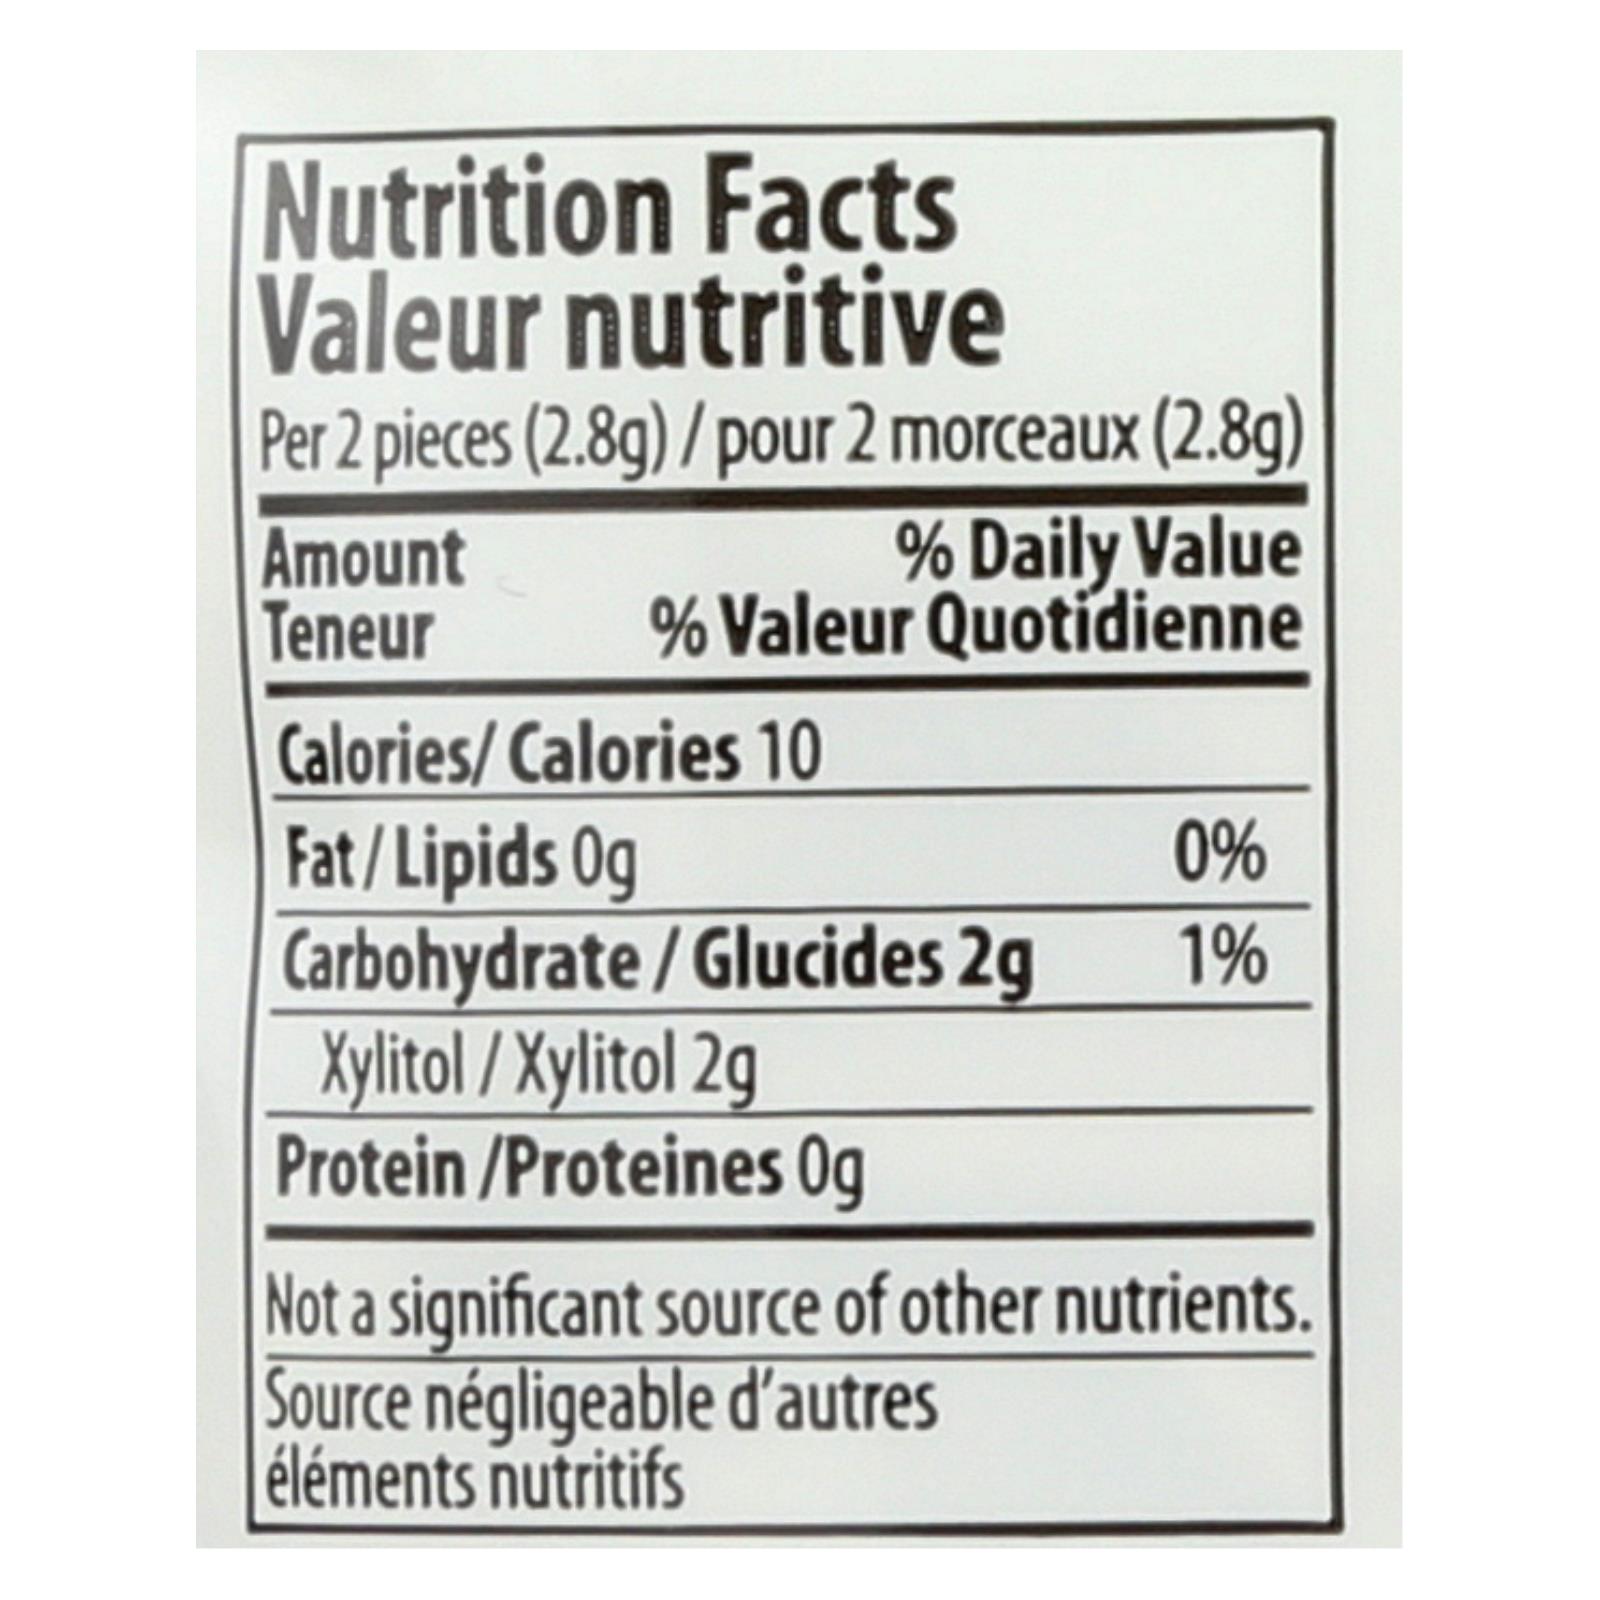 Nutrition Facts
Valeur nutritive
Per 2 pieces (2.8g) / pour 2 morceaux (2.8g)
Amount % Daily Value
Teneur % Valeur Quotidienne
Calories/ Calories 10
Fat / Lipids 0g 0%
Carbohydrate / Glucides 2g 1%
Xylitol / Xylitol 2g
Protein /Proteines 0g
Not a significant source of other nutrients.
Source négligeable d'autres
éléments nutritifs